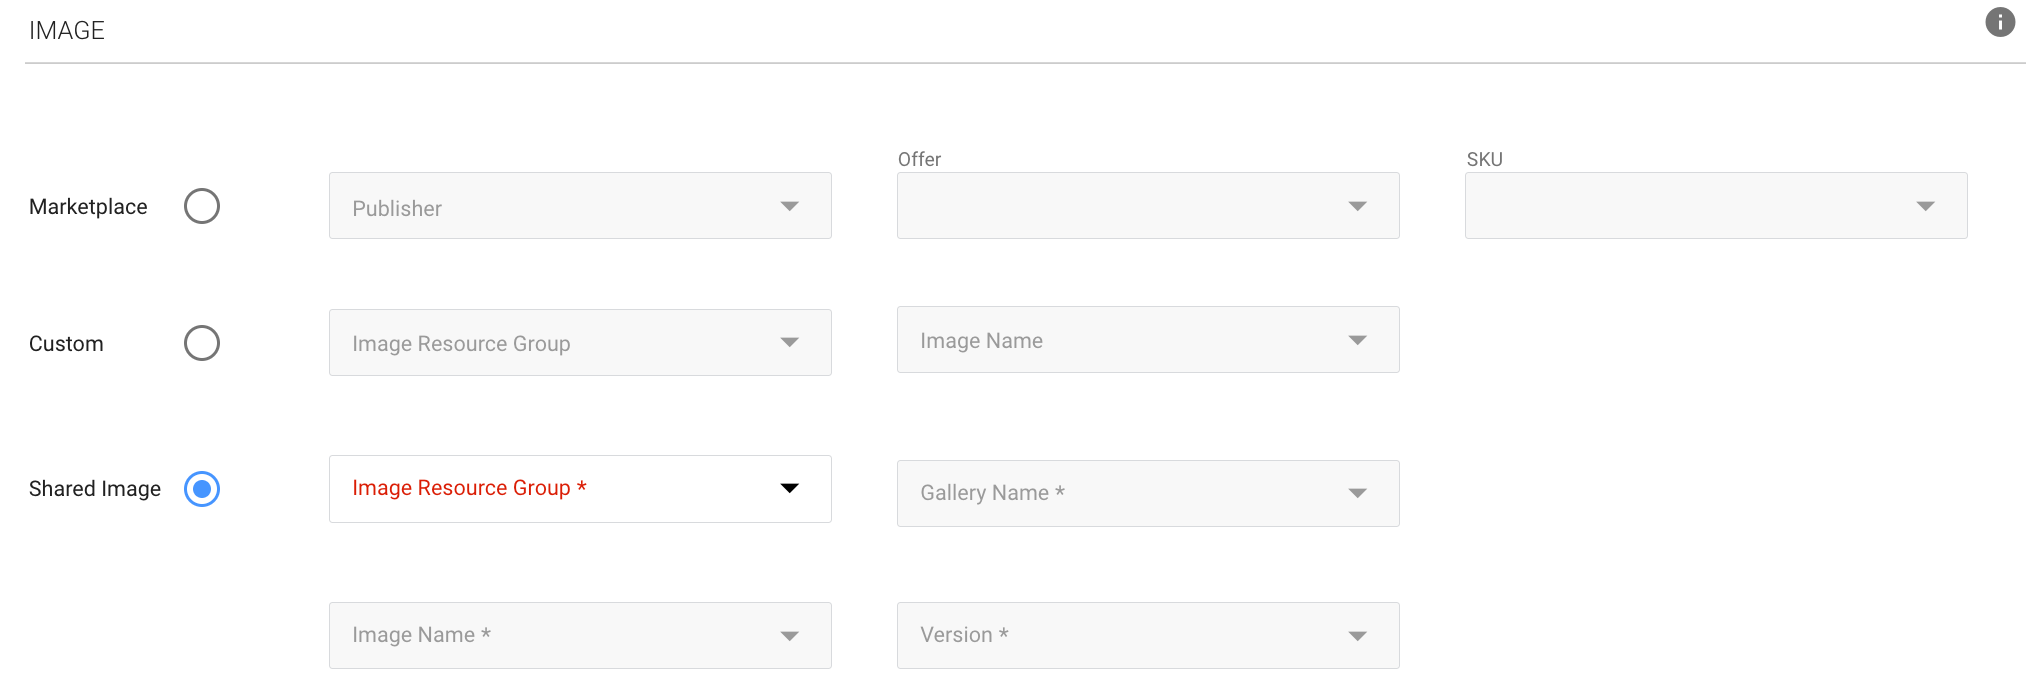 IMAGE
Offer
SKU
Marketplace
Publisher
Custom
Image Resource Group
Image Name
Shared Image
Image Resource Group *
Gallery Name *
Image Name *
Version *